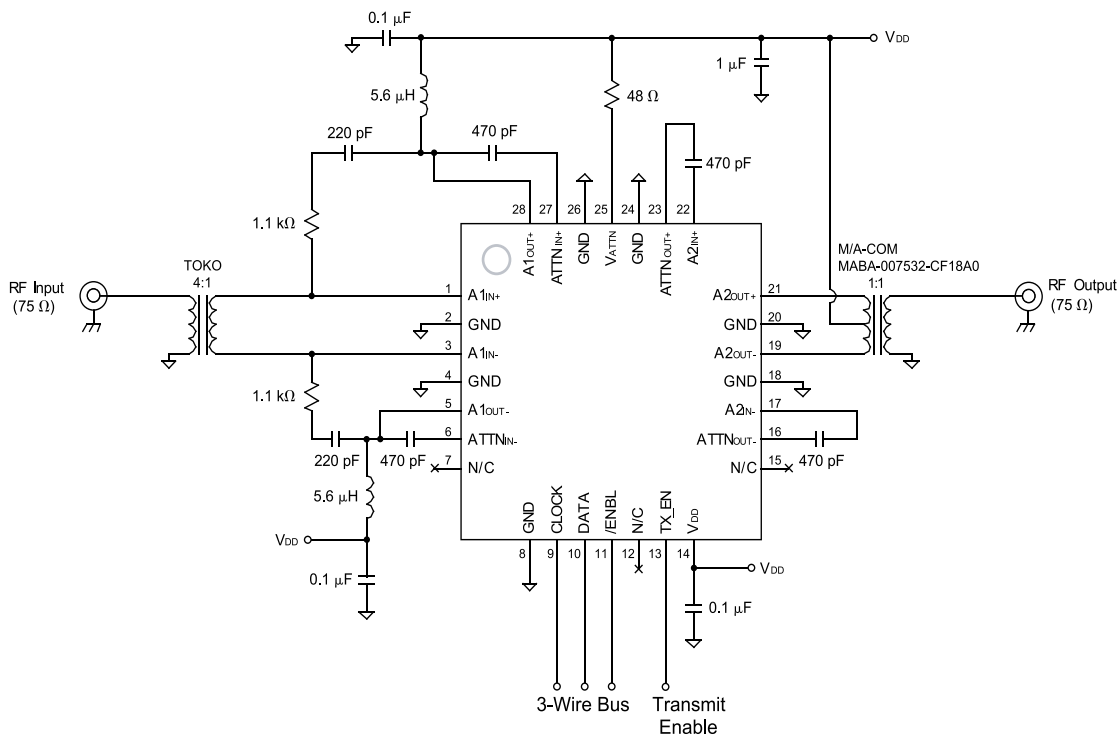 0.1 µF
VDD
1 µF
5.6 µH
48 Ω
220 pF
470 pF
470 pF
1.1 kΩ
28
27
26
25
24
23
22
A1OUT+
ATTNIN+
GND
VATTN
GND
ATTNOUT+
A2IN+
TOKO
4:1
M/A-COM
MABA-007532-CF18A0
1:1
RF Input
(75 Ω)
RF Output
(75 Ω)
1 A1IN+
2 GND
3 A1IN-
4 GND
5 A1OUT-
6 ATTNIN-
7 N/C
A2OUT+ 21
GND 20
A2OUT- 19
GND 18
A2IN- 17
ATTNOUT- 16
N/C 15
1.1 kΩ
220 pF
470 pF
470 pF
5.6 µH
VDD
0.1 µF
GND
CLOCK
DATA
/ENBL
N/C
TX_EN
VDD
8
9
10
11
12
13
14
VDD
0.1 µF
3-Wire Bus
Transmit
Enable